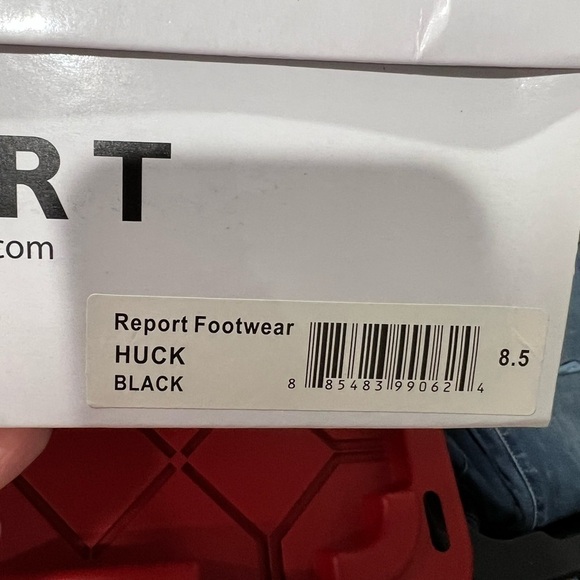 RT
.com
Report Footwear
HUCK
BLACK
8 85483 99062 4
8.5